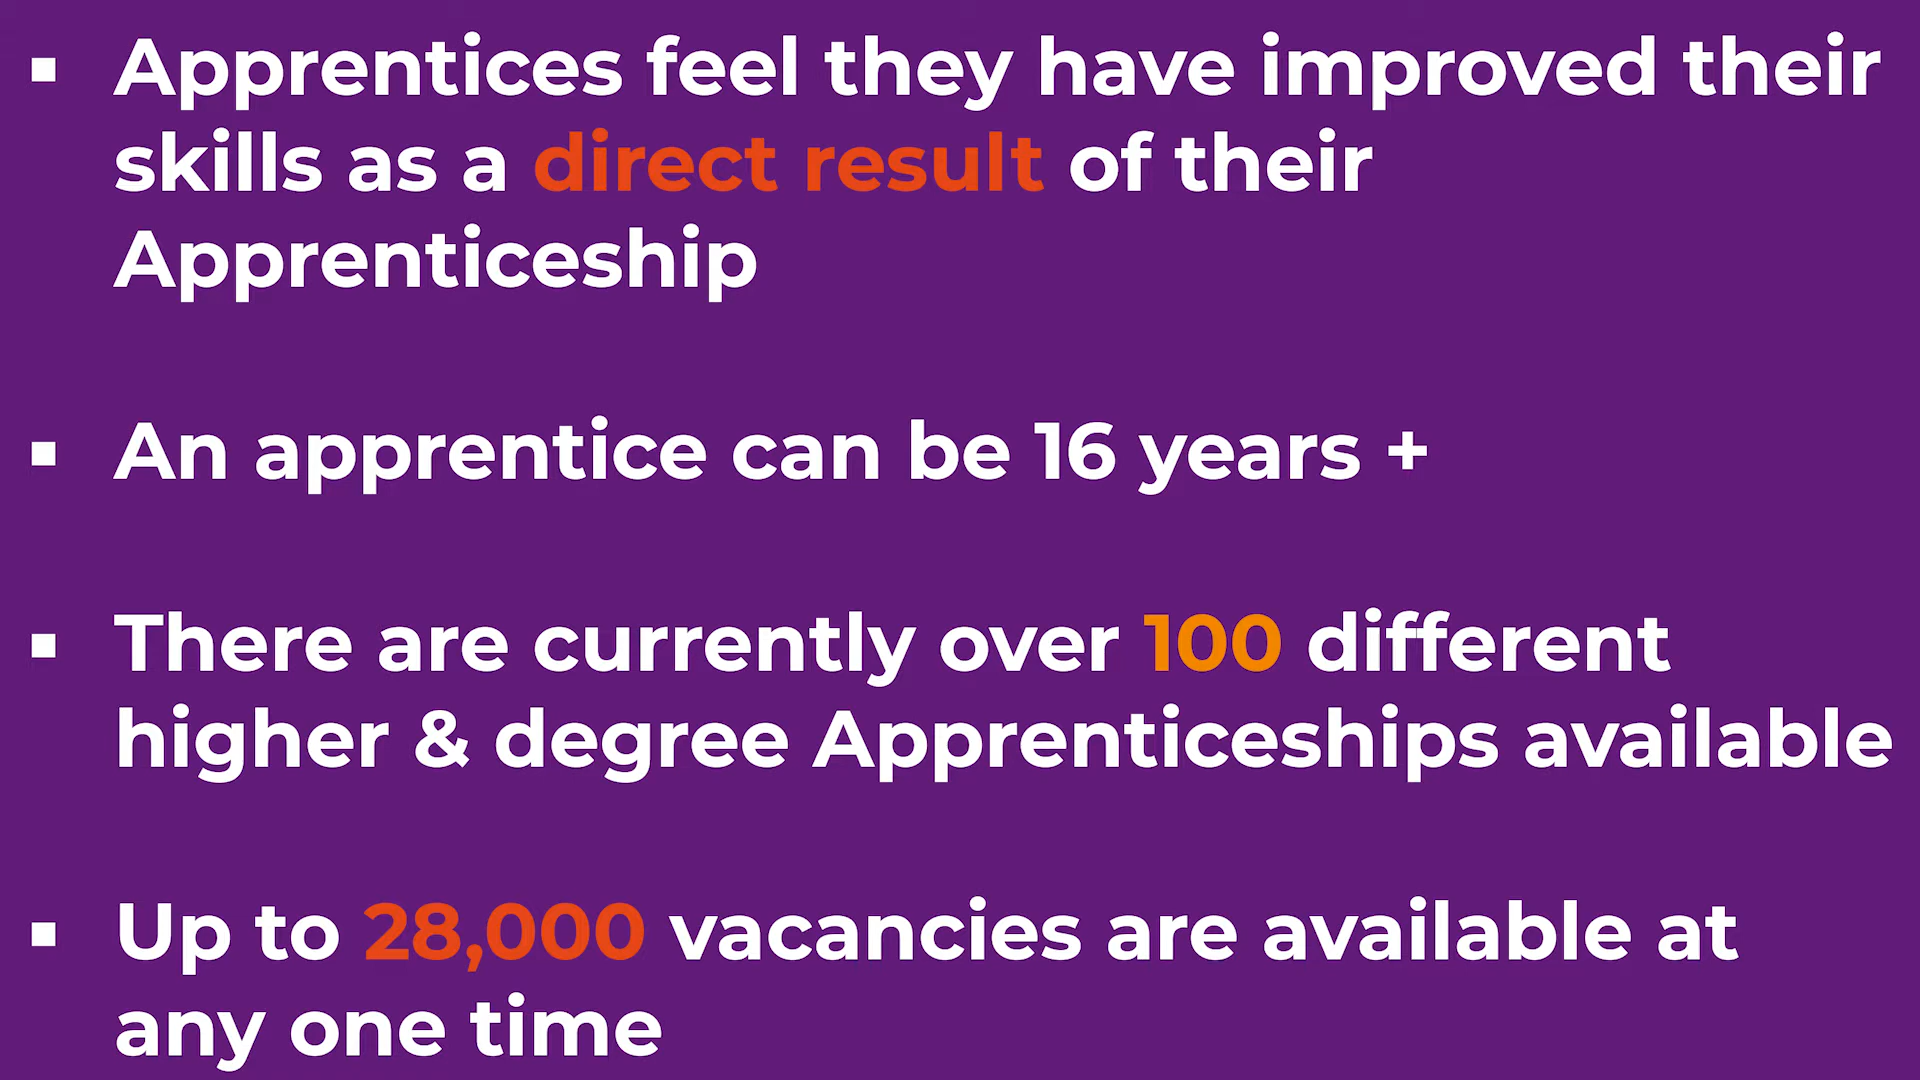 ▪ Apprentices feel they have improved their
skills as a direct result of their
Apprenticeship
▪ An apprentice can be 16 years +
▪ There are currently over 100 different
higher & degree Apprenticeships available
▪ Up to 28,000 vacancies are available at
any one time